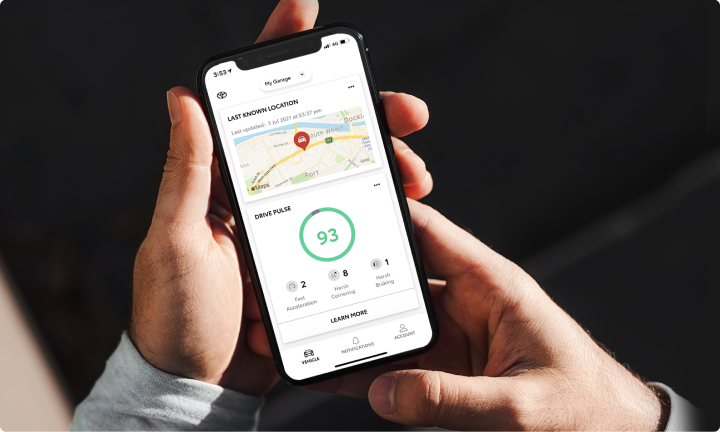 3:53
4G
My Garage
LAST KNOWN LOCATION
Last updated: 3 Jul 2021 at 03:37 pm
South Wharf
Port
Maps
DRIVE PULSE
93
2
Fast
Acceleration
8
Harsh
Cornering
1
Harsh
Braking
LEARN MORE
VEHICLE
NOTIFICATIONS
ACCOUNT